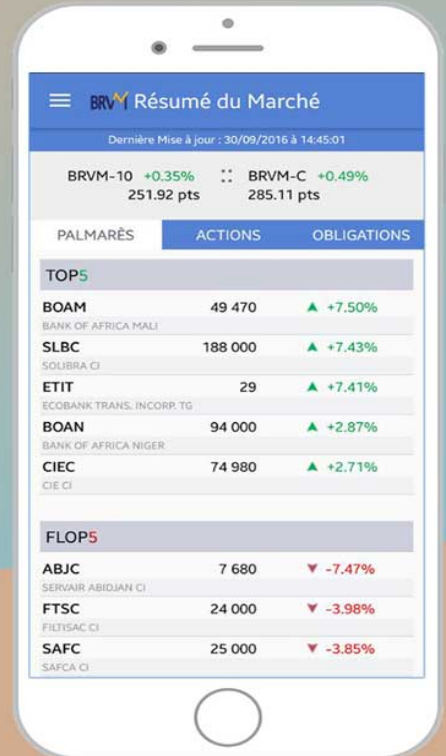 BRVM Résumé du Marché
Dernière Mise à jour : 30/09/2016 à 14:45:01
BRVM-10 +0.35% BRVM-C +0.49%
251.92 pts 285.11 pts
PALMARÈS ACTIONS OBLIGATIONS
TOP5
BOAM 49 470 ▲ +7.50%
BANK OF AFRICA MALI
SLBC 188 000 ▲ +7.43%
SOLIBRA CI
ETIT 29 ▲ +7.41%
ECOBANK TRANS. INCORP. TG
BOAN 94 000 ▲ +2.87%
BANK OF AFRICA NIGER
CIEC 74 980 ▲ +2.71%
CIE CI
FLOP5
ABJC 7 680 ▼ -7.47%
SERVAIR ABIDJAN CI
FTSC 24 000 ▼ -3.98%
FILTISAC CI
SAFC 25 000 ▼ -3.85%
SAFCA CI